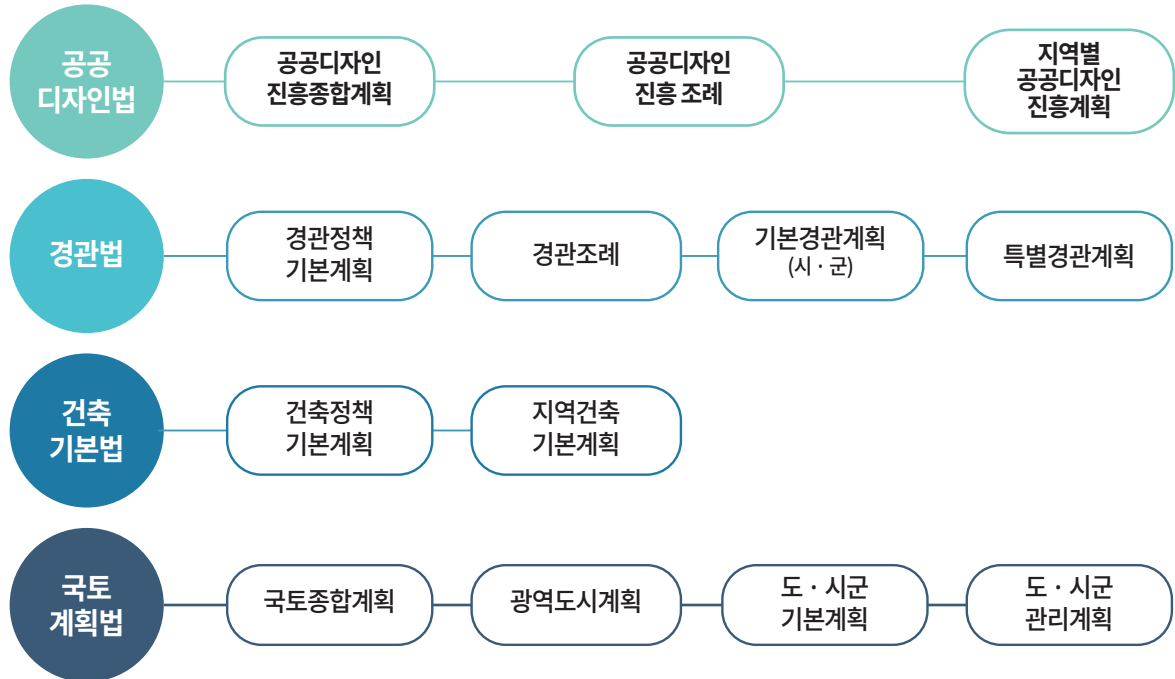 공공
디자인법
공공디자인
진흥종합계획
공공디자인
진흥 조례
지역별
공공디자인
진흥계획
경관법
경관정책
기본계획
경관조례
기본경관계획
(시 · 군)
특별경관계획
건축
기본법
건축정책
기본계획
지역건축
기본계획
국토
계획법
국토종합계획
광역도시계획
도 · 시군
기본계획
도 · 시군
관리계획